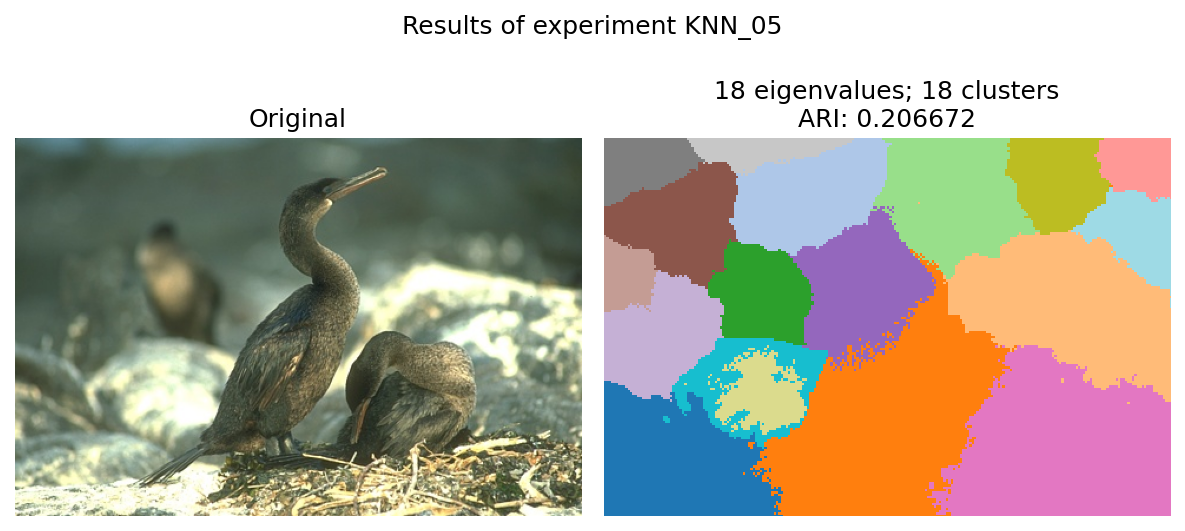 Results of experiment KNN_05
Original
18 eigenvalues; 18 clusters
ARI: 0.206672